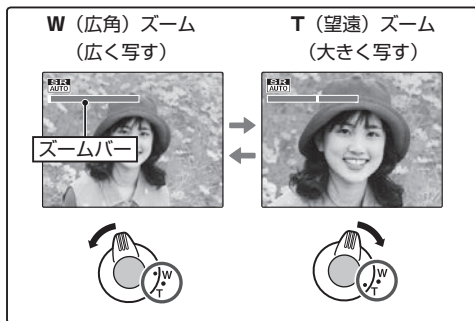 W（広角）ズーム
（広く写す）
T（望遠）ズーム
（大きく写す）
SR
AUTO
ズームバー
SR
AUTO
W
T
W
T